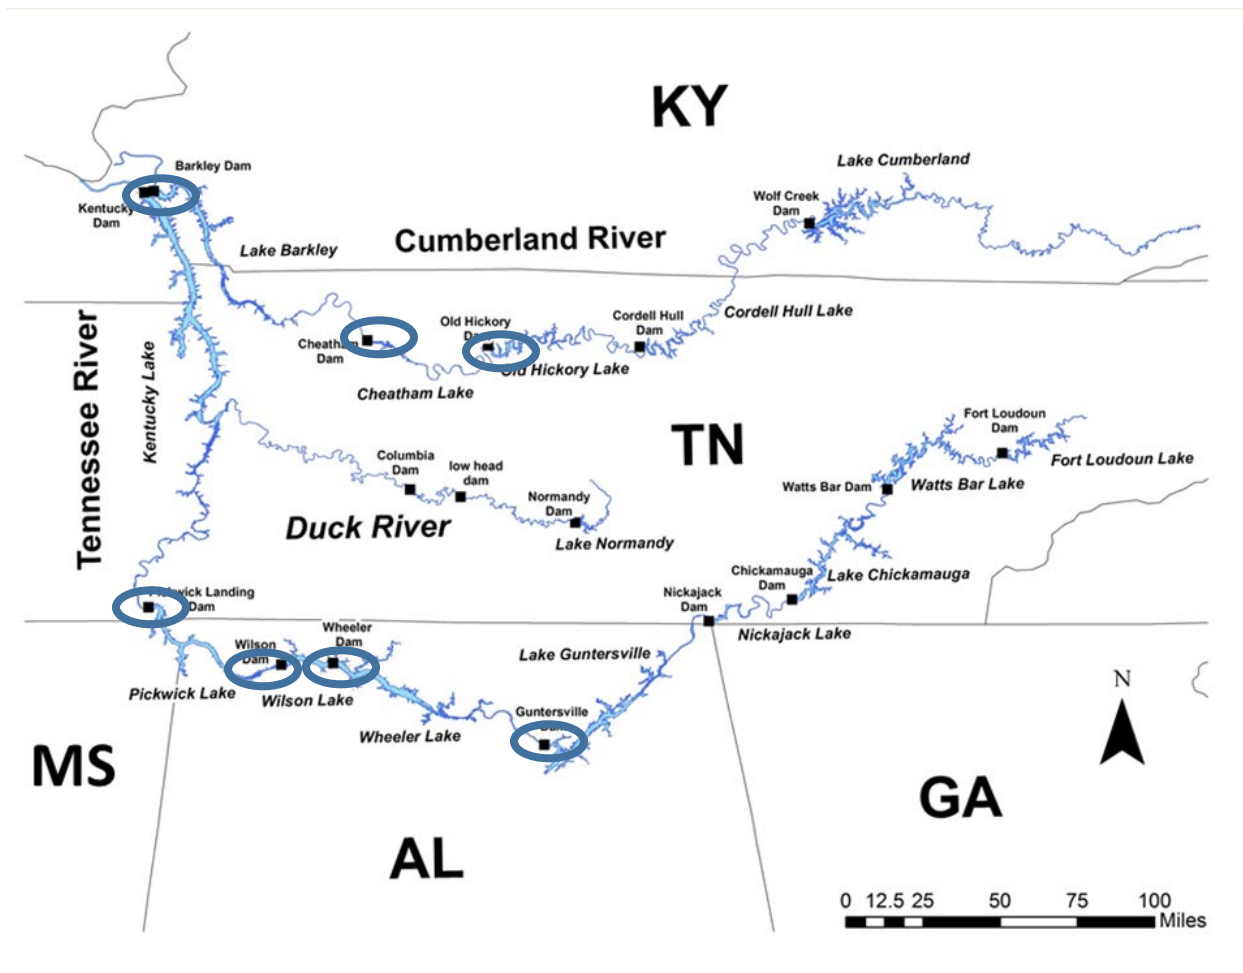 KY
Barkley Dam
Lake Cumberland
Wolf Creek
Dam
Kentucky
Dam
Lake Barkley
Cumberland River
Cordell Hull Lake
Old Hickory
Cordell Hull
Dam
Cheatham
Dam
Old Hickory Lake
Cheatham Lake
Tennessee River
Kentucky Lake
TN
Fort Loudoun
Dam
Fort Loudoun Lake
Columbia
Dam
low head
dam
Watts Bar Dam
Watts Bar Lake
Normandy
Dam
Duck River
Lake Normandy
Chickamauga
Dam
Lake Chickamauga
Pickwick Landing
Dam
Nickajack
Dam
Nickajack Lake
Wheeler
Dam
Wilson
Dam
Lake Guntersville
Pickwick Lake
Wilson Lake
Guntersville
Wheeler Lake
N
MS
GA
AL
0 12.5 25 50 75 100
Miles